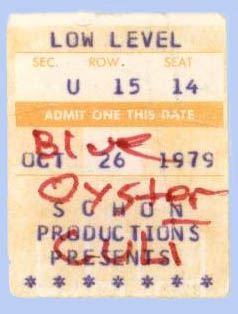 LOW LEVEL
SEC. ROW. SEAT
U 15 14
ADMIT ONE THIS DATE
Blue
OCT 26 1979
Oyster
SCHON
PRODUCTIONS
Cult
PRESENTS
* * * * * * *